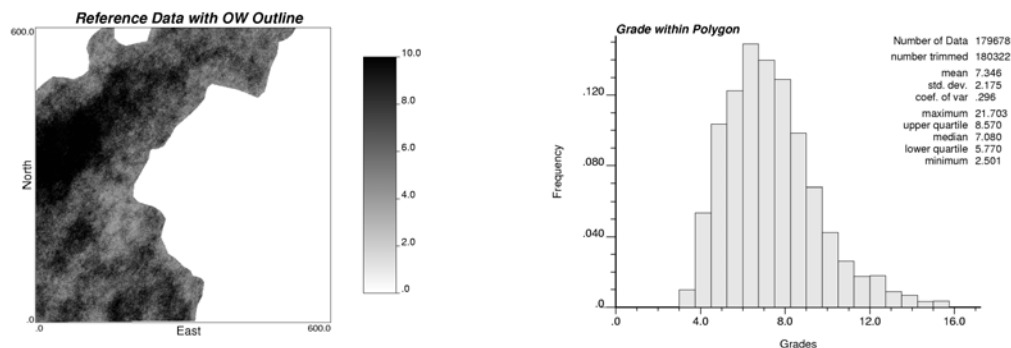 Reference Data with OW Outline
600.0
North
.0
.0
East
600.0
10.0
8.0
6.0
4.0
2.0
.0
Grade within Polygon
Number of Data 179678
number trimmed 180322
mean 7.346
std. dev. 2.175
coef. of var .296
maximum 21.703
upper quartile 8.570
median 7.080
lower quartile 5.770
minimum 2.501
Frequency
.120
.080
.040
.0
.0
4.0
8.0
12.0
16.0
Grades